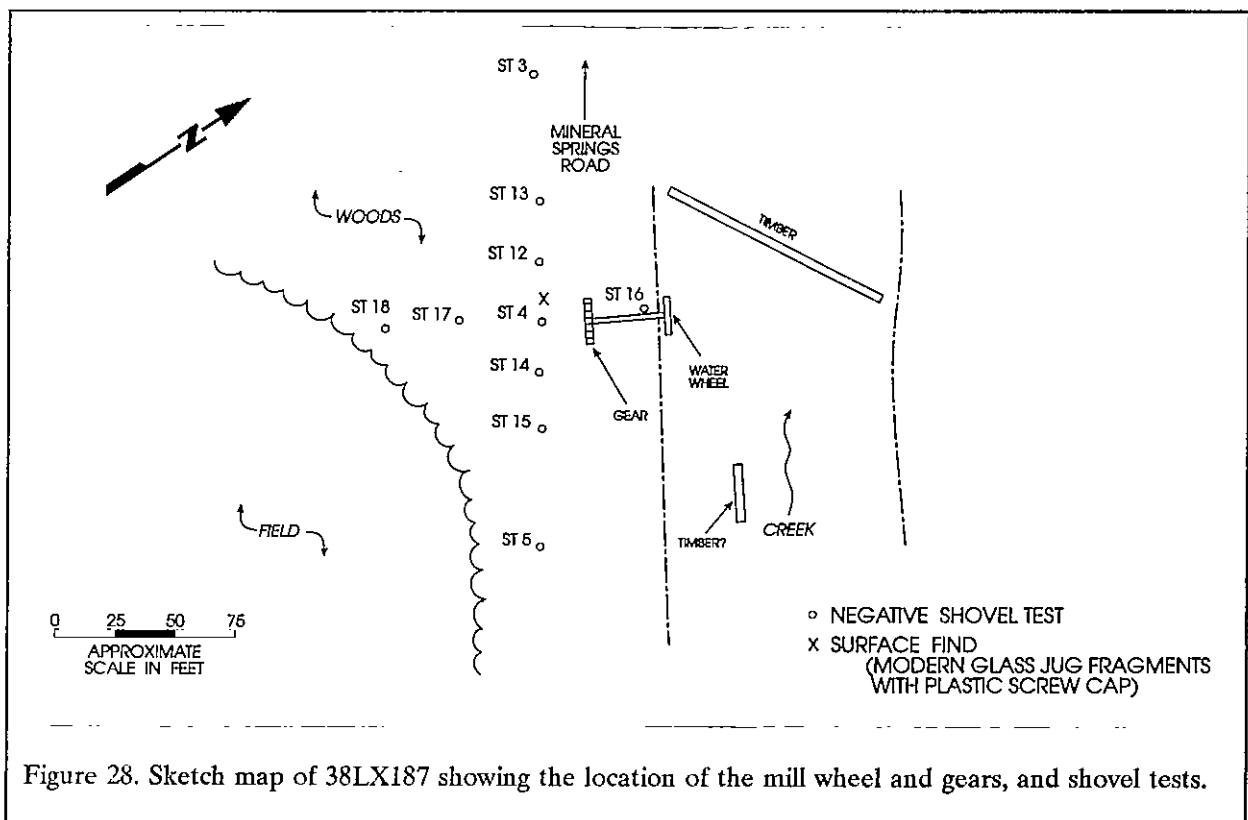 ST 3
N
MINERAL
SPRINGS
ROAD
ST 13
WOODS
TIMBER
ST 12
ST 16
ST 18
ST 17
ST 4
WATER
WHEEL
ST 14
GEAR
ST 15
FIELD
ST 5
TIMBER?
CREEK
0 25 50 75
APPROXIMATE
SCALE IN FEET
o NEGATIVE SHOVEL TEST
X SURFACE FIND
(MODERN GLASS JUG FRAGMENTS
WITH PLASTIC SCREW CAP)
Figure 28. Sketch map of 38LX187 showing the location of the mill wheel and gears, and shovel tests.